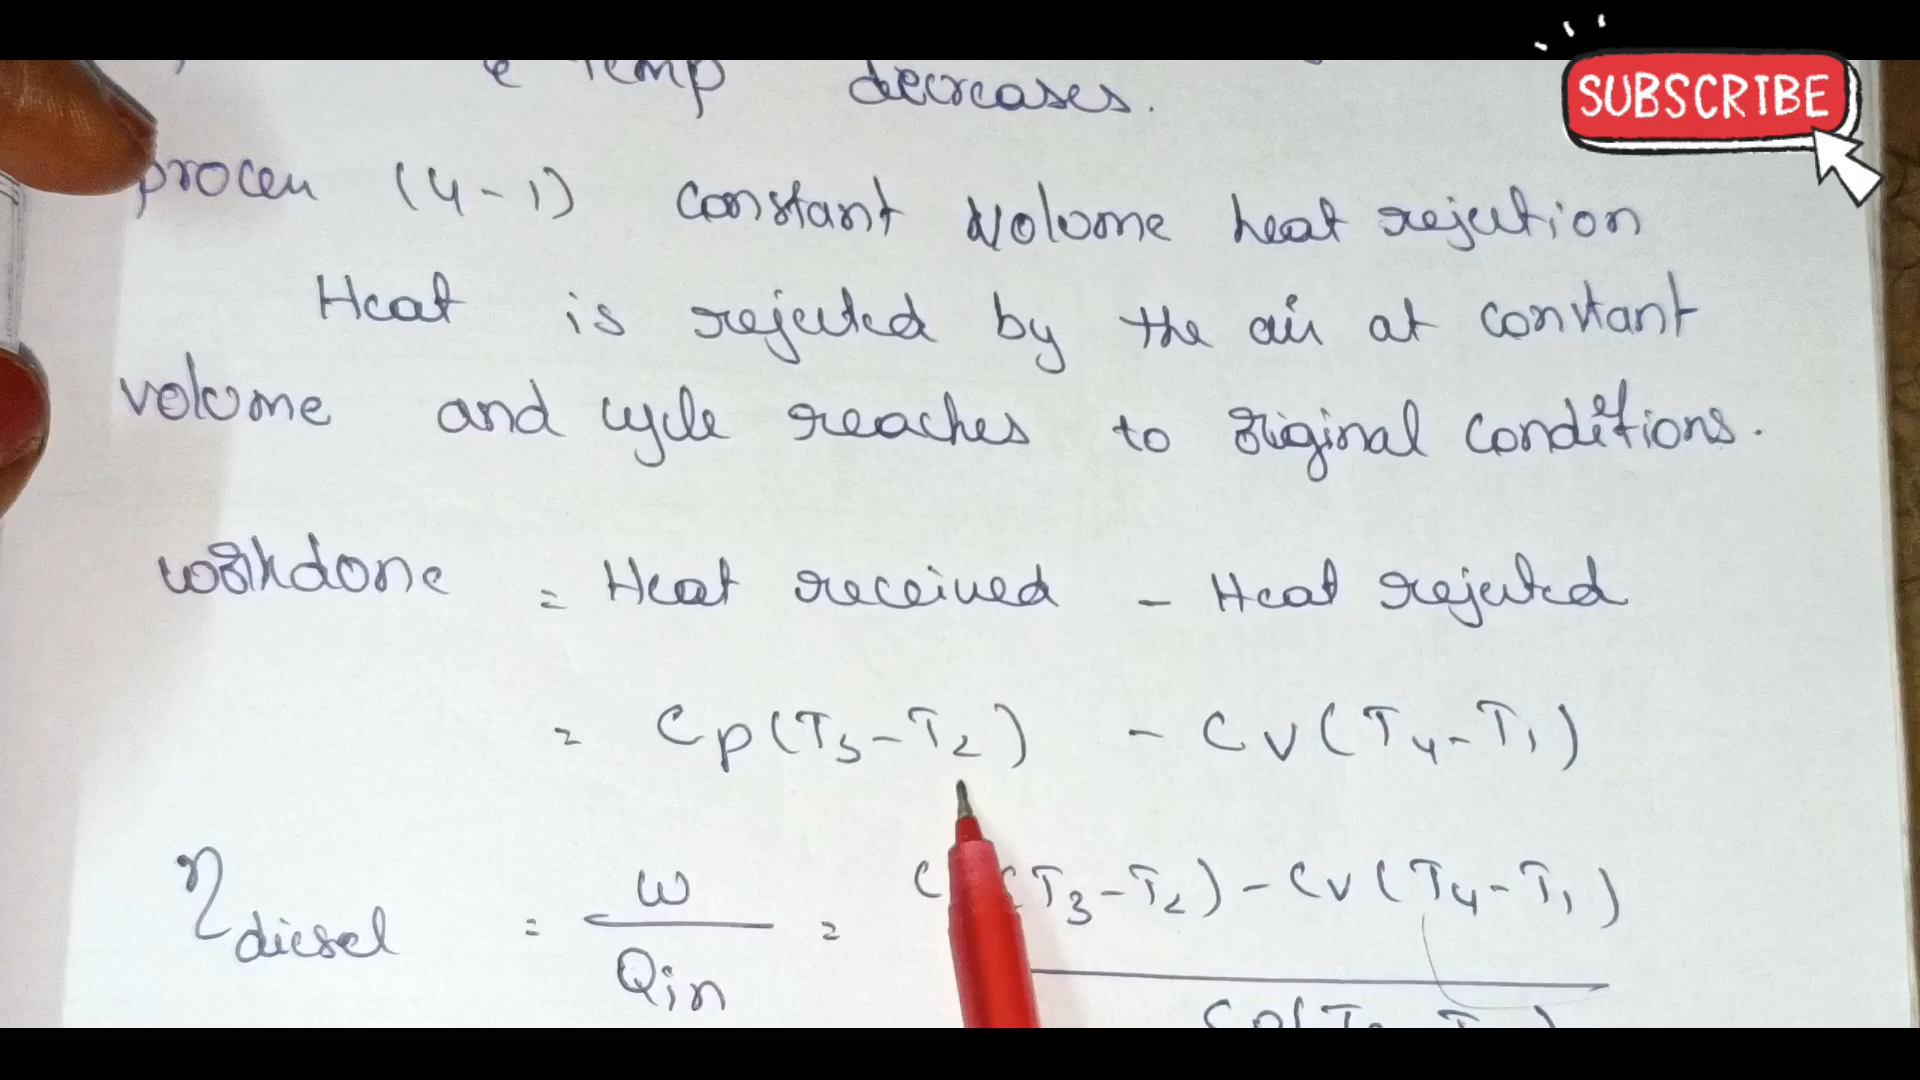 & Temp decreases.
SUBSCRIBE
process (4-1) constant volume heat rejection
Heat is rejected by the air at constant
volume and cycle reaches to original conditions.
workdone = Heat received - Heat rejected
= Cp(T3-T2) - Cv(T4-T1)
ηdiesel = W/Qin = C (T3-T2)-Cv(T4-T1)